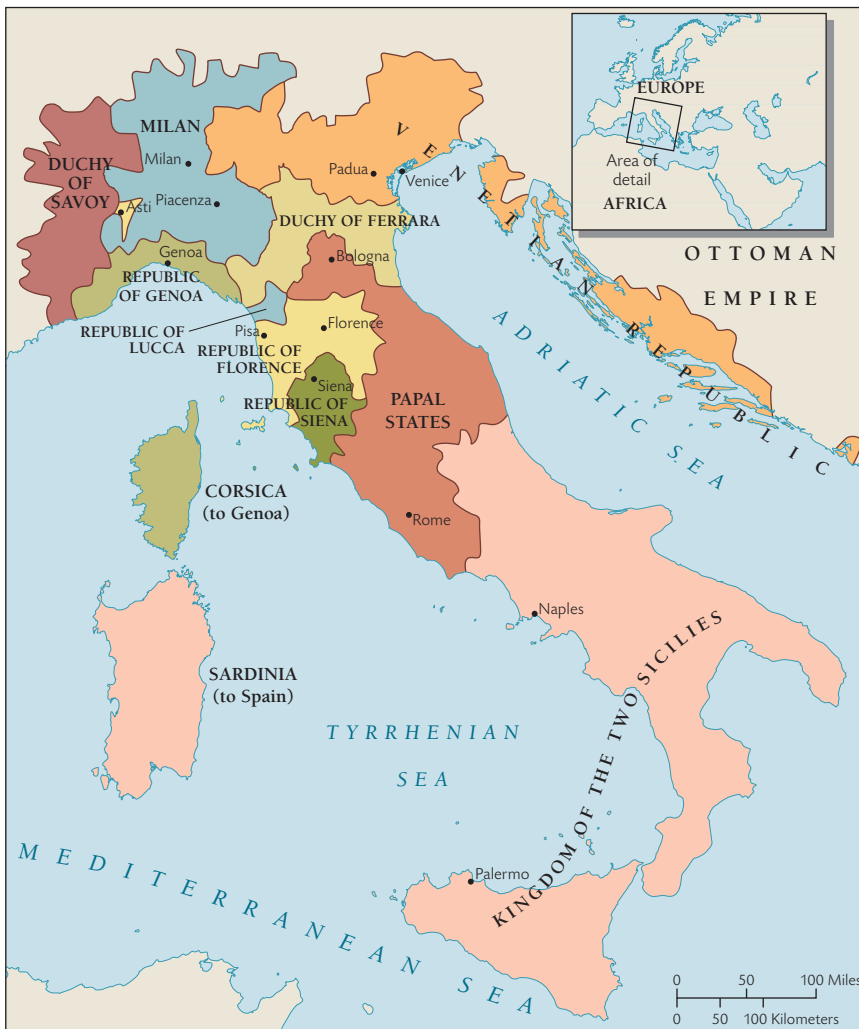 EUROPE
Area of
detail
AFRICA
MILAN
Milan
DUCHY
OF
SAVOY
Asti
Piacenza
Padua
Venice
VENETIAN REPUBLIC
DUCHY OF FERRARA
Bologna
Genoa
REPUBLIC
OF GENOA
OTTOMAN
EMPIRE
REPUBLIC OF
LUCCA
Pisa
Florence
REPUBLIC OF
FLORENCE
Siena
REPUBLIC OF
SIENA
PAPAL
STATES
ADRIATIC SEA
CORSICA
(to Genoa)
Rome
Naples
SARDINIA
(to Spain)
TYRRHENIAN
SEA
KINGDOM OF THE TWO SICILIES
Palermo
MEDITERRANEAN SEA
0 50 100 Miles
0 50 100 Kilometers